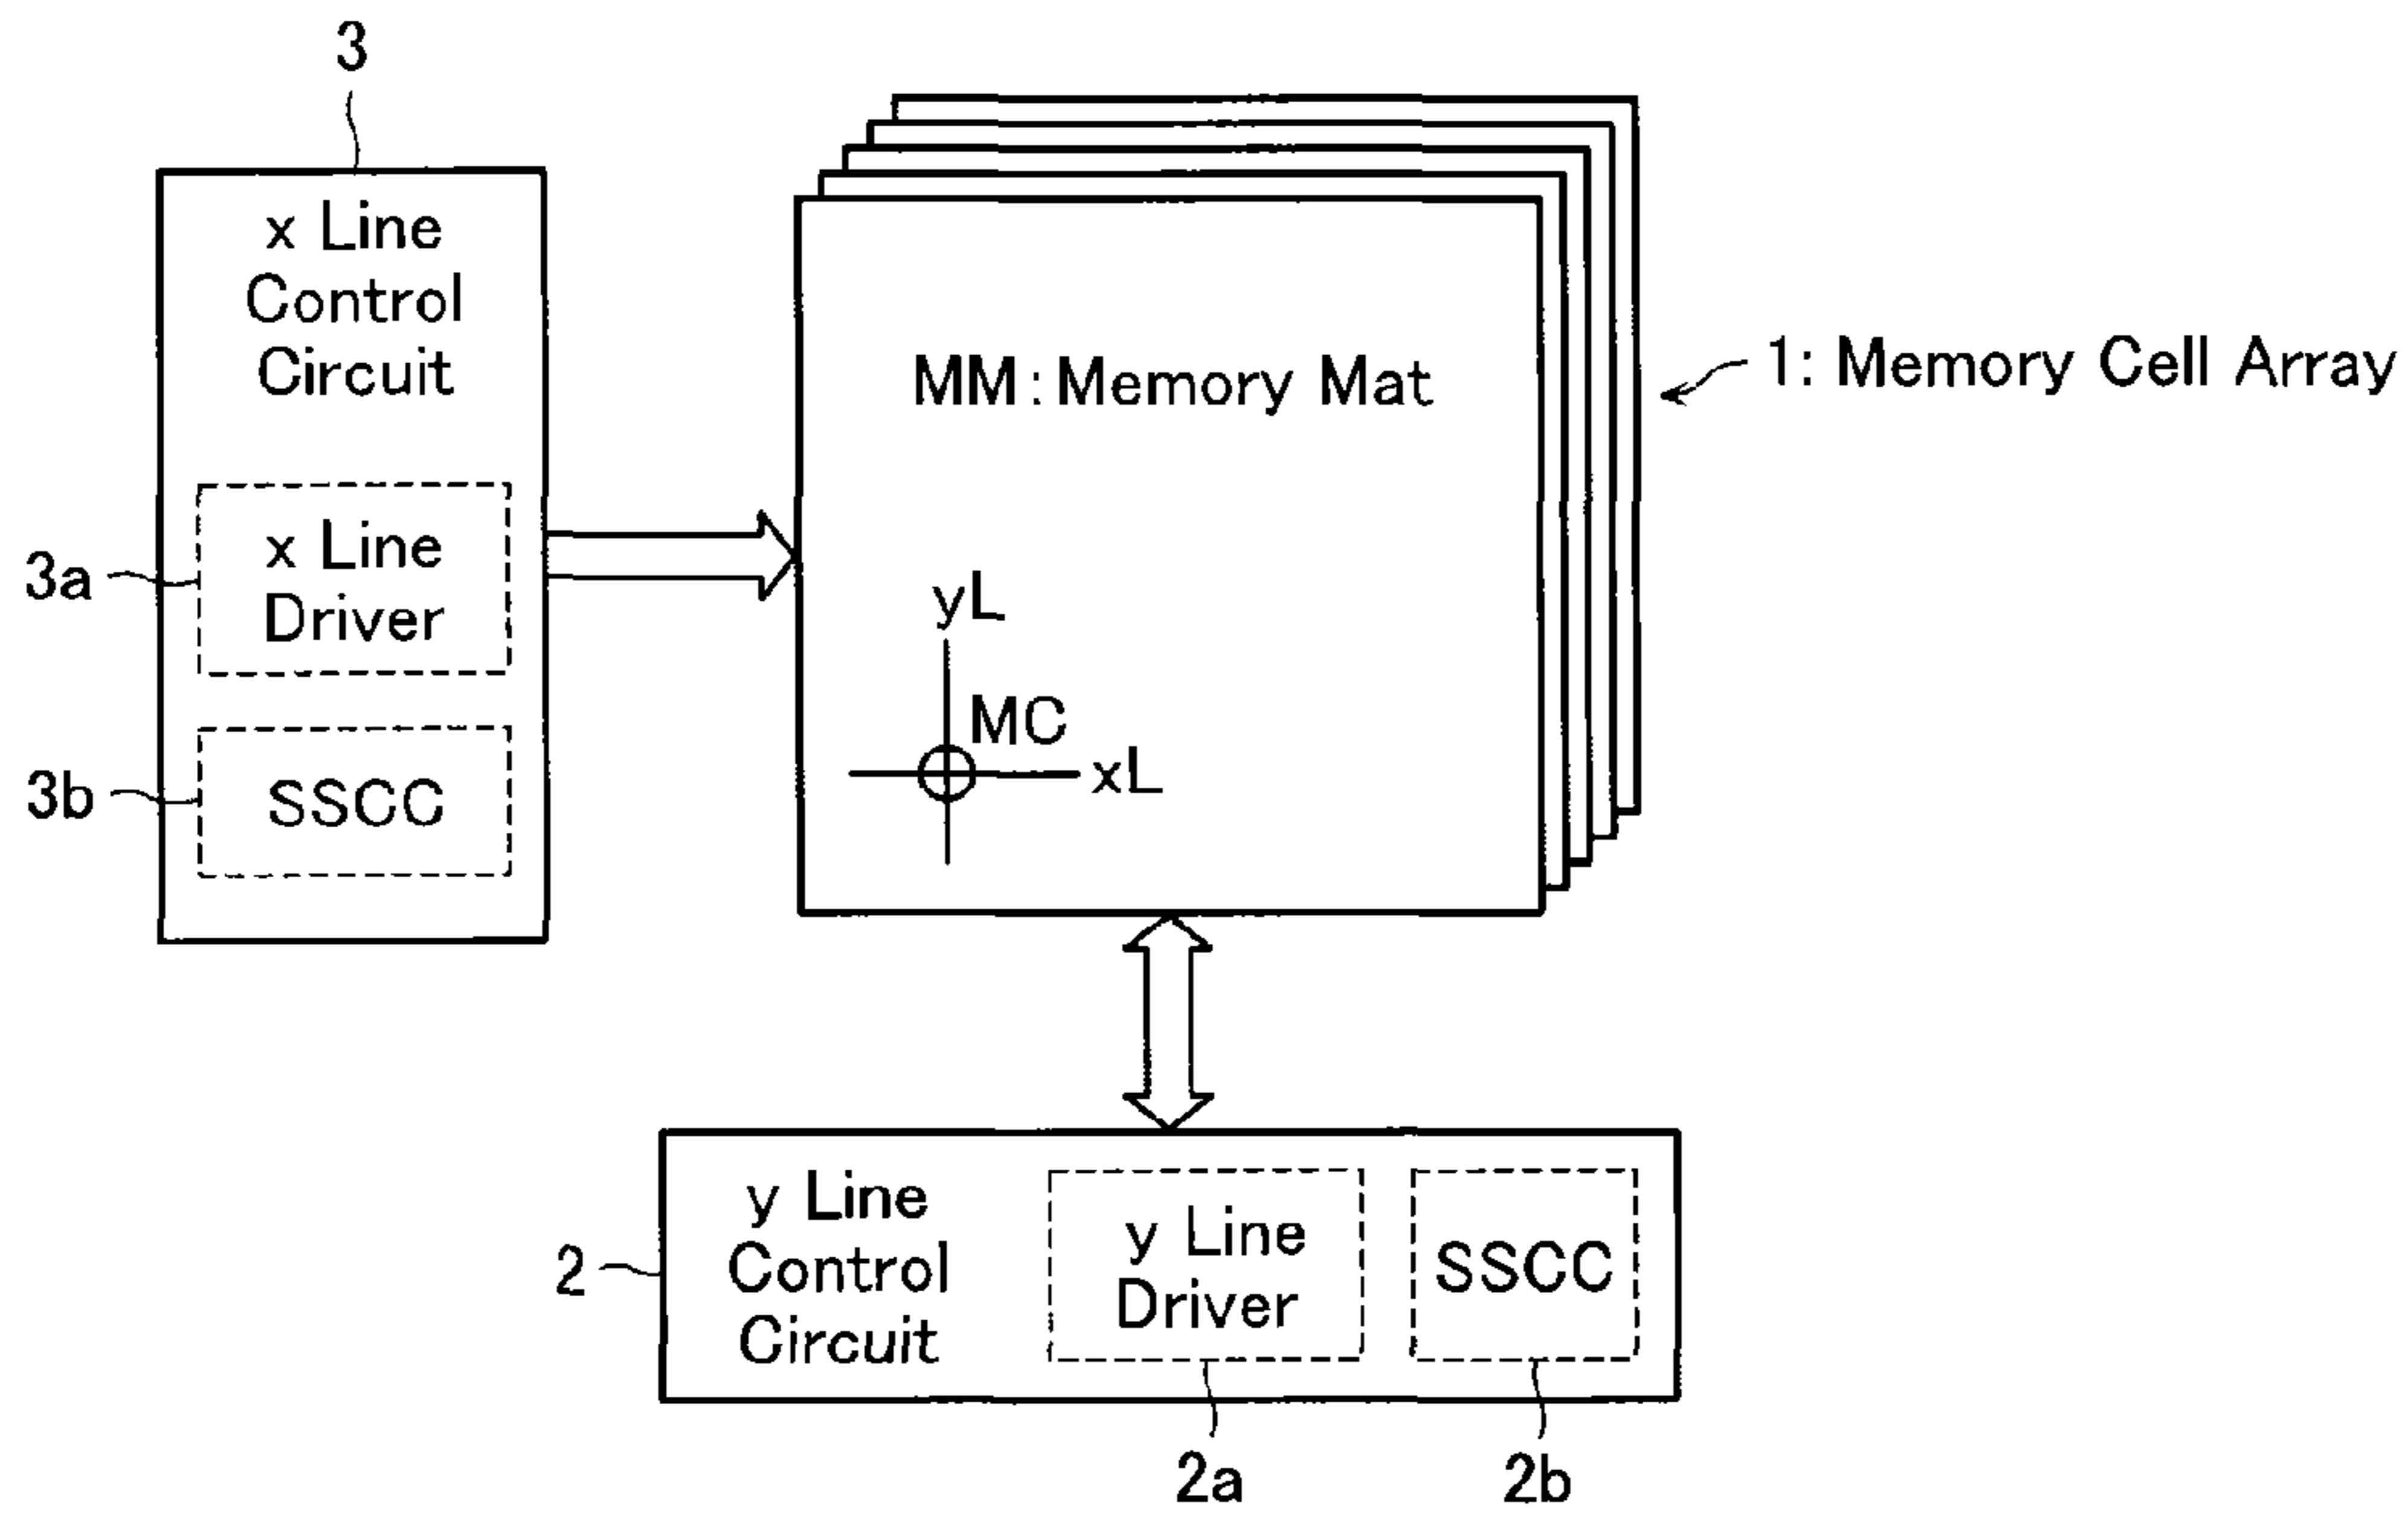 3
x Line
Control
Circuit
3a
x Line
Driver
3b
SSCC
MM:Memory Mat
1: Memory Cell Array
yL
MC
xL
2
y Line
Control
Circuit
y Line
Driver
SSCC
2a
2b